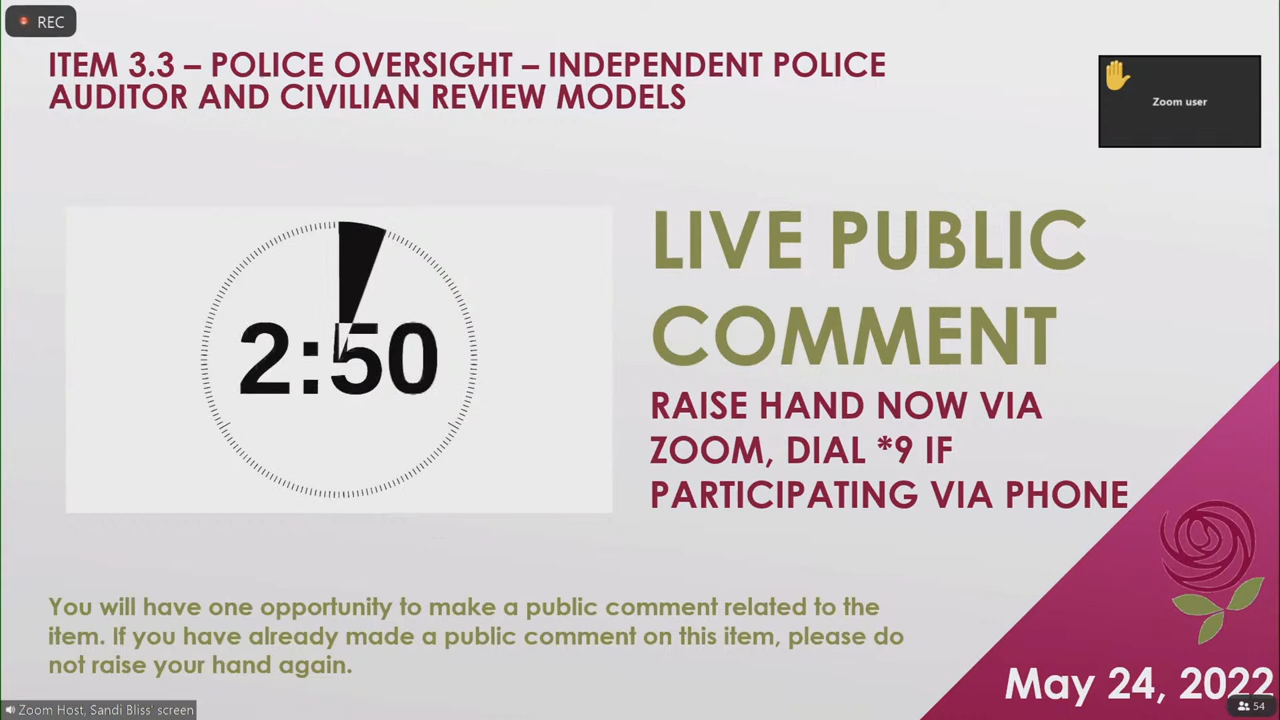 REC
ITEM 3.3 – POLICE OVERSIGHT – INDEPENDENT POLICE
AUDITOR AND CIVILIAN REVIEW MODELS
Zoom user
2:50
LIVE PUBLIC
COMMENT
RAISE HAND NOW VIA
ZOOM, DIAL *9 IF
PARTICIPATING VIA PHONE
You will have one opportunity to make a public comment related to the
item. If you have already made a public comment on this item, please do
not raise your hand again.
May 24, 2022
Zoom Host, Sandi Bliss' screen
54